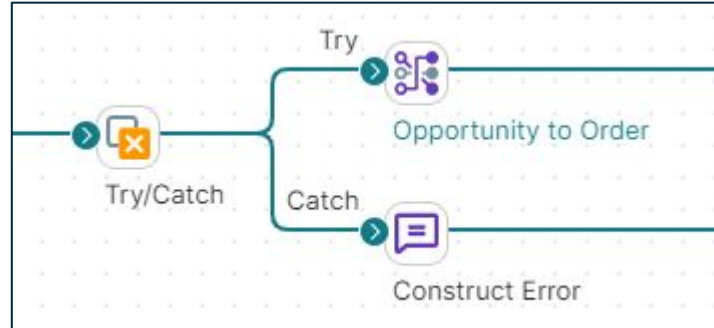 Try
Opportunity to Order
Try/Catch
Catch
Construct Error